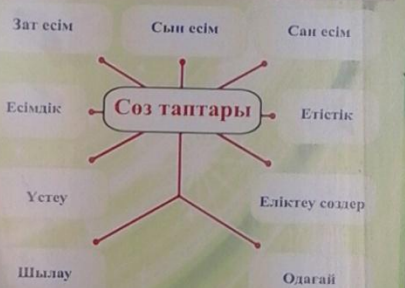 Зат есім
Сын есім
Сан есім
Есімдік
Сөз таптары
Етістік
Үстеу
Еліктеу сөздер
Шылау
Одағай